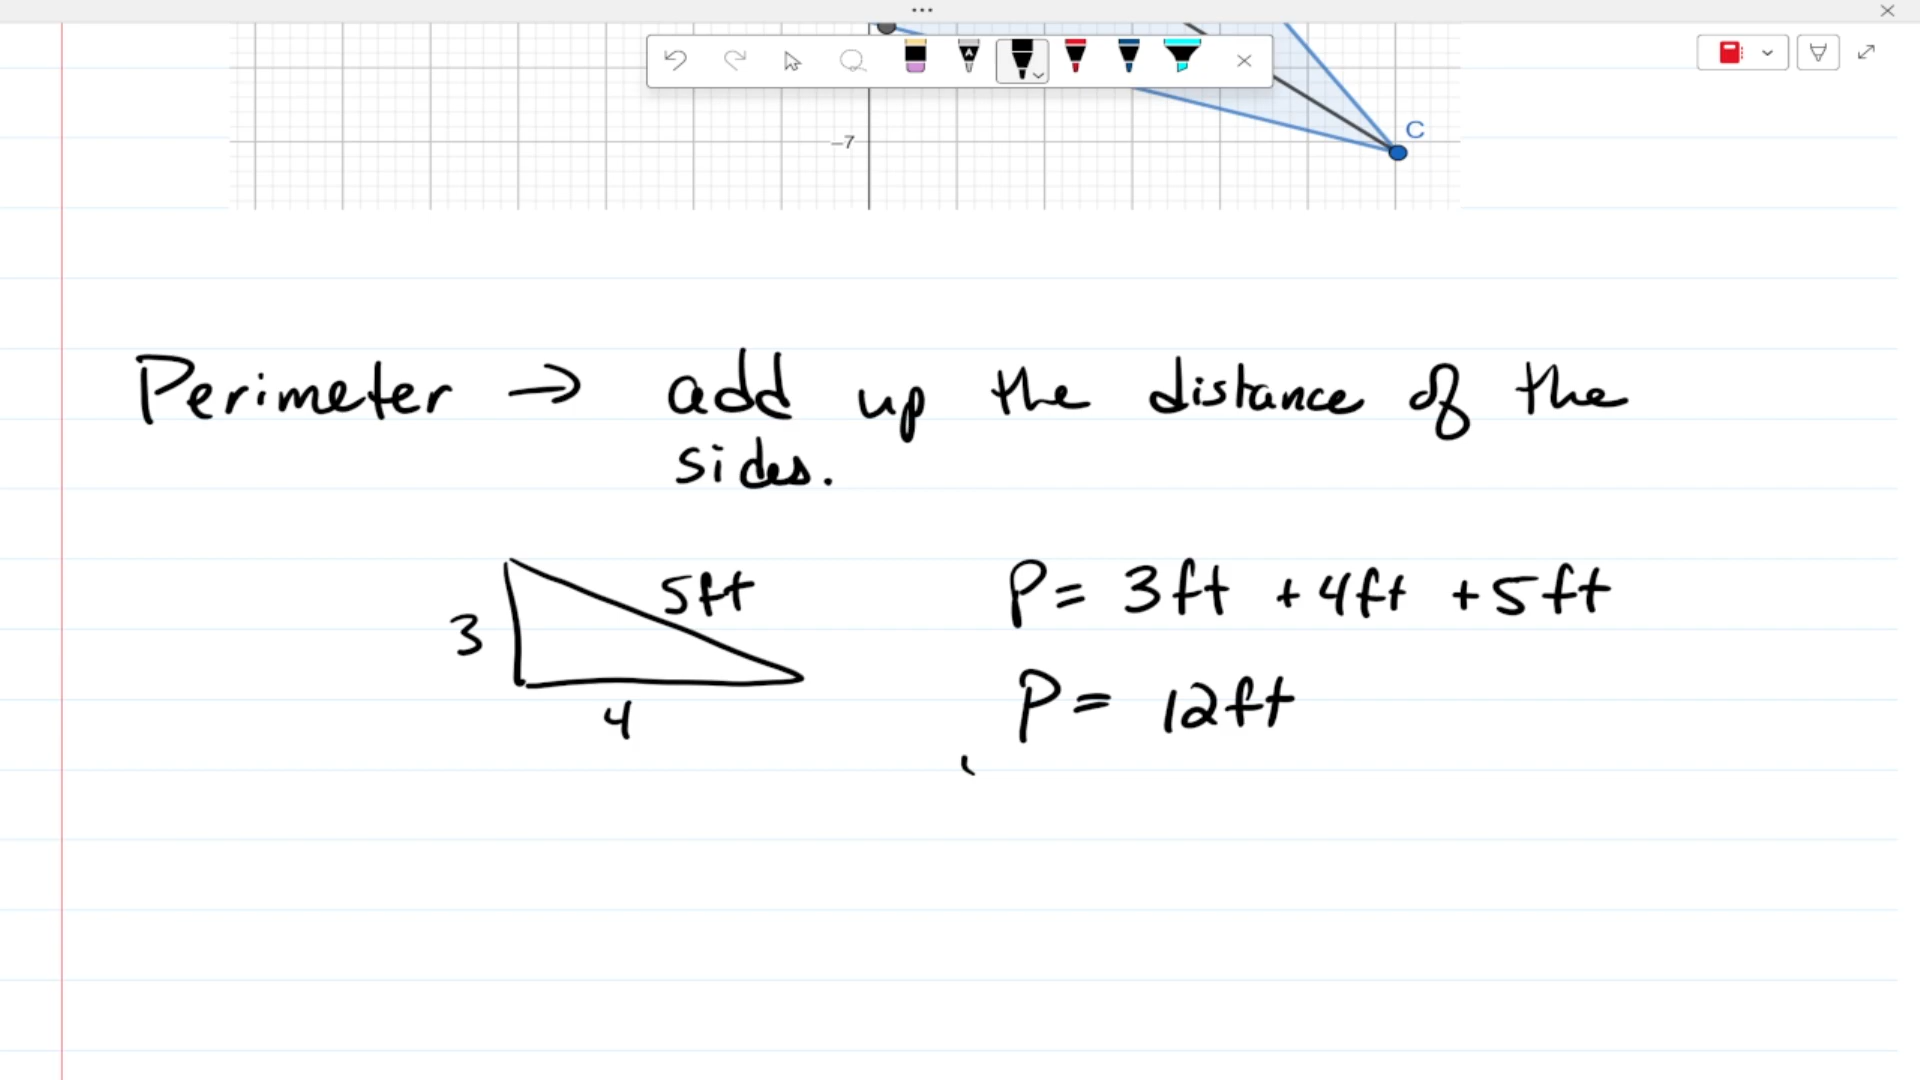 C
-7
Perimeter → add up the distance of the
sides.
5ft
3
4
P= 3ft +4ft +5ft
P= 12ft